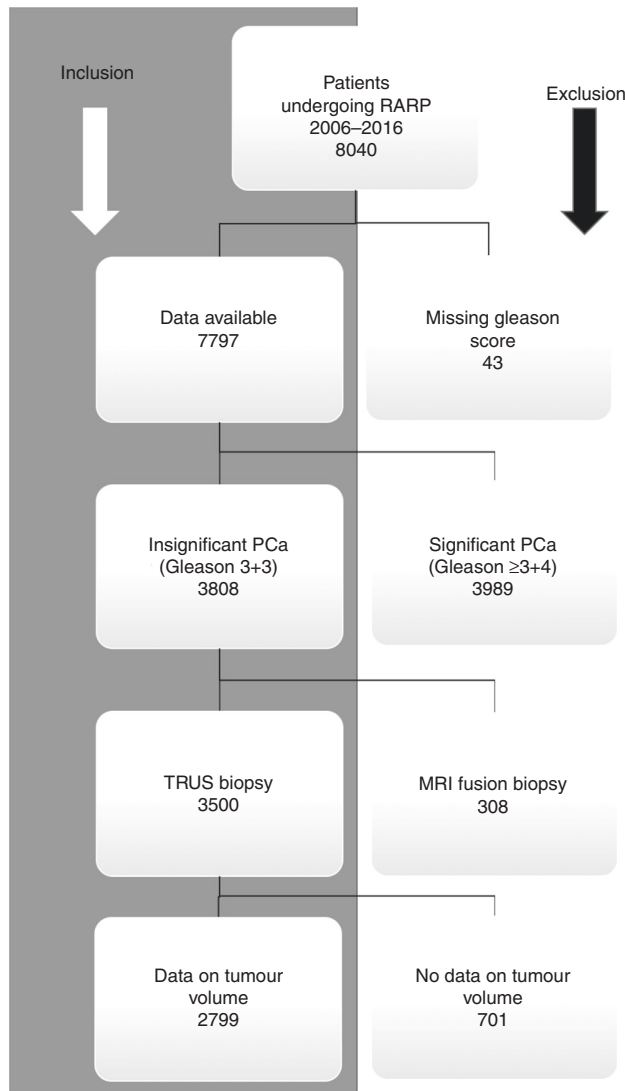 Inclusion
Patients
undergoing RARP
2006–2016
8040
Exclusion
Data available
7797
Missing gleason
score
43
Insignificant PCa
(Gleason 3+3)
3808
Significant PCa
(Gleason ≥3+4)
3989
TRUS biopsy
3500
MRI fusion biopsy
308
Data on tumour
volume
2799
No data on tumour
volume
701